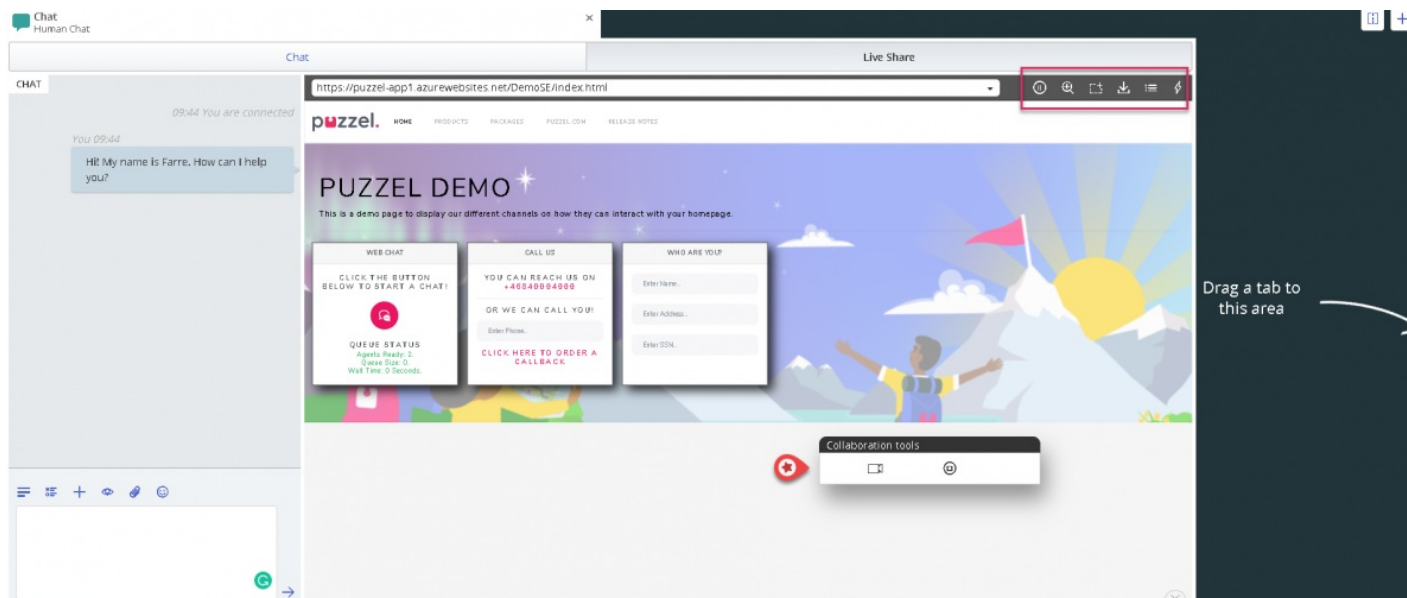 Chat
Human Chat
Chat
Live Share
CHAT
09:44 You are connected
You 09:44
Hi! My name is Farre. How can I help
you?
https://puzzel-app1.azurewebsites.net/DemoSE/index.html
puzzel.
HOME
PRODUCTS
PACKAGES
PUZZEL.COM
RELEASE NOTES
PUZZEL DEMO
This is a demo page to display our different channels on how they can interact with your homepage.
WEB CHAT
CLICK THE BUTTON
BELOW TO START A CHAT!
QUEUE STATUS
Agents Ready: 2.
Queue Size: 0.
Wait Time: 0 Seconds.
CALL US
YOU CAN REACH US ON
+46840004000
OR WE CAN CALL YOU!
Enter Phone..
CLICK HERE TO ORDER A
CALLBACK
WHO ARE YOU?
Enter Name..
Enter Address..
Enter SSN..
Collaboration tools
Drag a tab to
this area